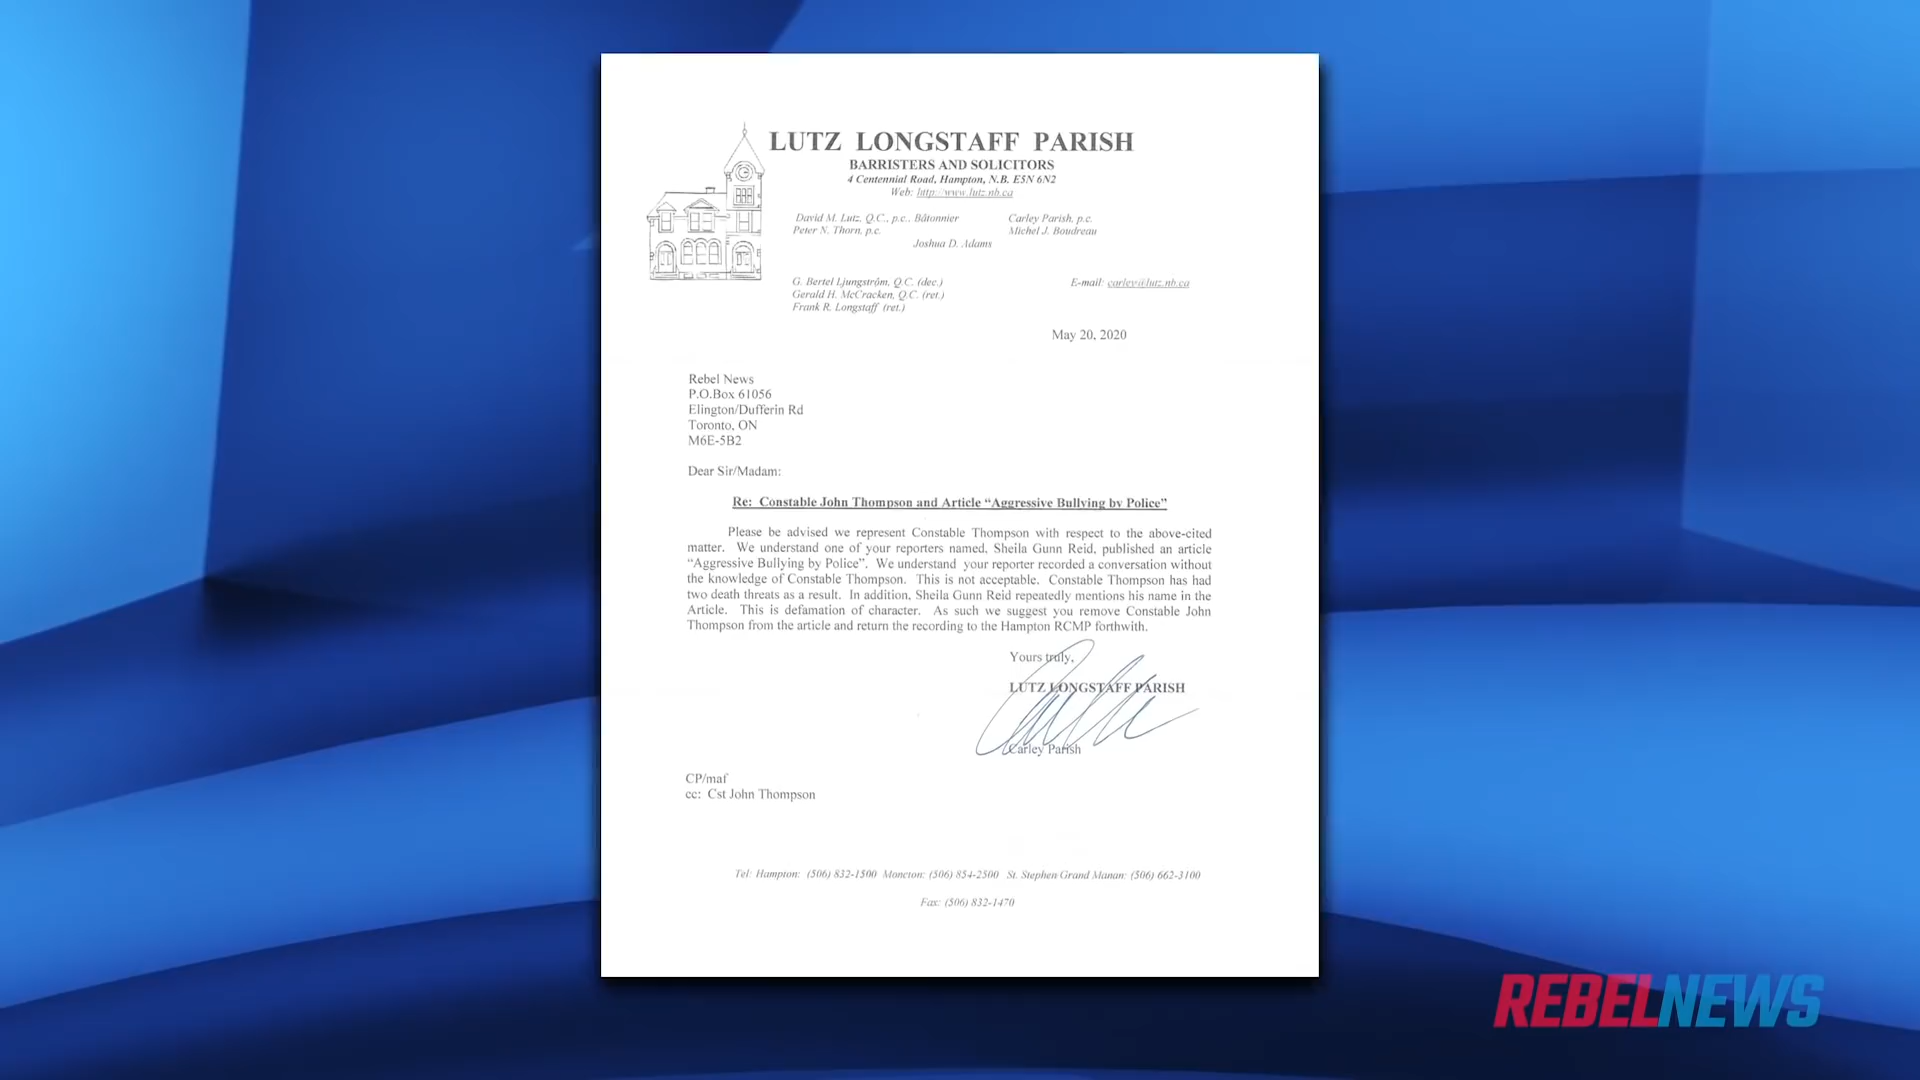 LUTZ LONGSTAFF PARISH
BARRISTERS AND SOLICITORS
4 Centennial Road, Hampton, N.B. E5N 6N2
Web: http://www.lutz.nb.ca
David M. Lutz, Q.C., p.c., Bâtonnier
Carley Parish, p.c.
Peter N. Thorn, p.c.
Michel J. Boudreau
Joshua D. Adams
G. Bertel Ljungström, Q.C. (dec.)
E-mail: carley@lutz.nb.ca
Gerald H. McCracken, Q.C. (ret.)
Frank R. Longstaff (ret.)
May 20, 2020
Rebel News
P.O.Box 61056
Elington/Dufferin Rd
Toronto, ON
M6E-5B2
Dear Sir/Madam:
Re: Constable John Thompson and Article “Aggressive Bullying by Police”
Please be advised we represent Constable Thompson with respect to the above-cited
matter. We understand one of your reporters named, Sheila Gunn Reid, published an article
“Aggressive Bullying by Police”. We understand your reporter recorded a conversation without
the knowledge of Constable Thompson. This is not acceptable. Constable Thompson has had
two death threats as a result. In addition, Sheila Gunn Reid repeatedly mentions his name in the
Article. This is defamation of character. As such we suggest you remove Constable John
Thompson from the article and return the recording to the Hampton RCMP forthwith.
Yours truly,
LUTZ LONGSTAFF PARISH
Carley Parish
CP/maf
cc: Cst John Thompson
Tel: Hampton: (506) 832-1500 Moncton: (506) 854-2500 St. Stephen Grand Manan: (506) 662-3100
Fax: (506) 832-1470
REBELNEWS